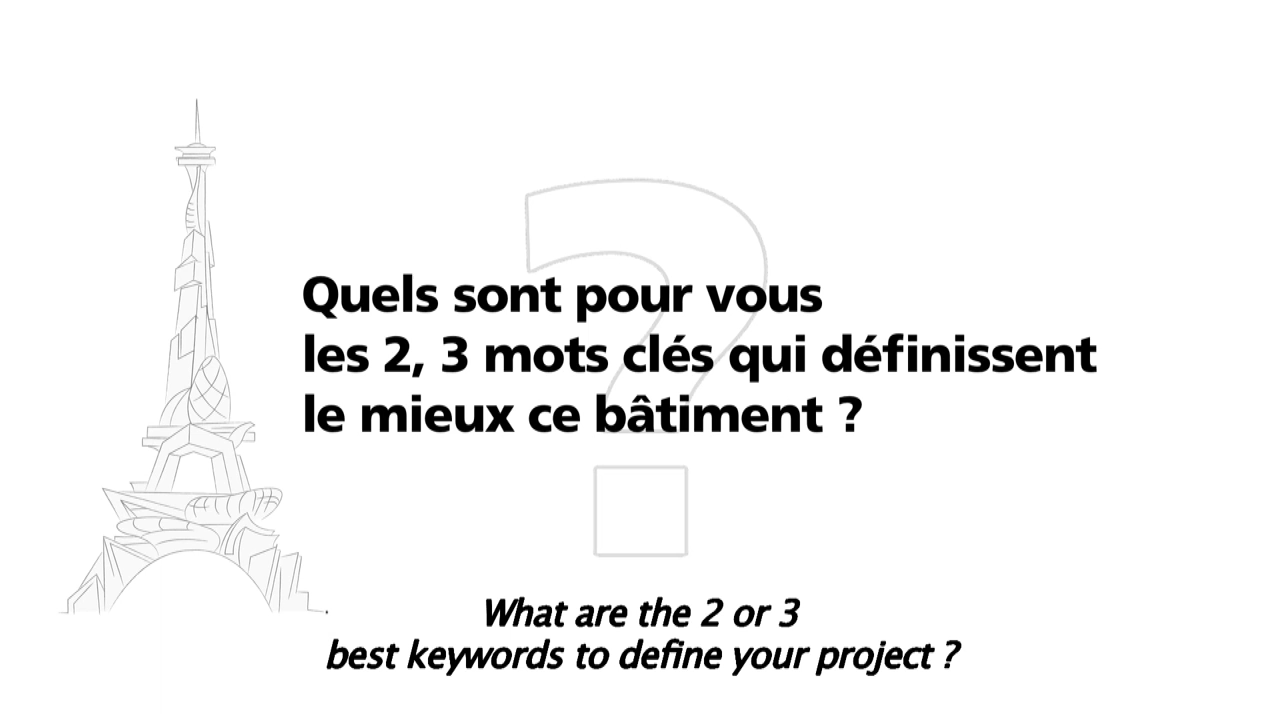 Quels sont pour vous
les 2, 3 mots clés qui définissent
le mieux ce bâtiment ?
What are the 2 or 3
best keywords to define your project ?